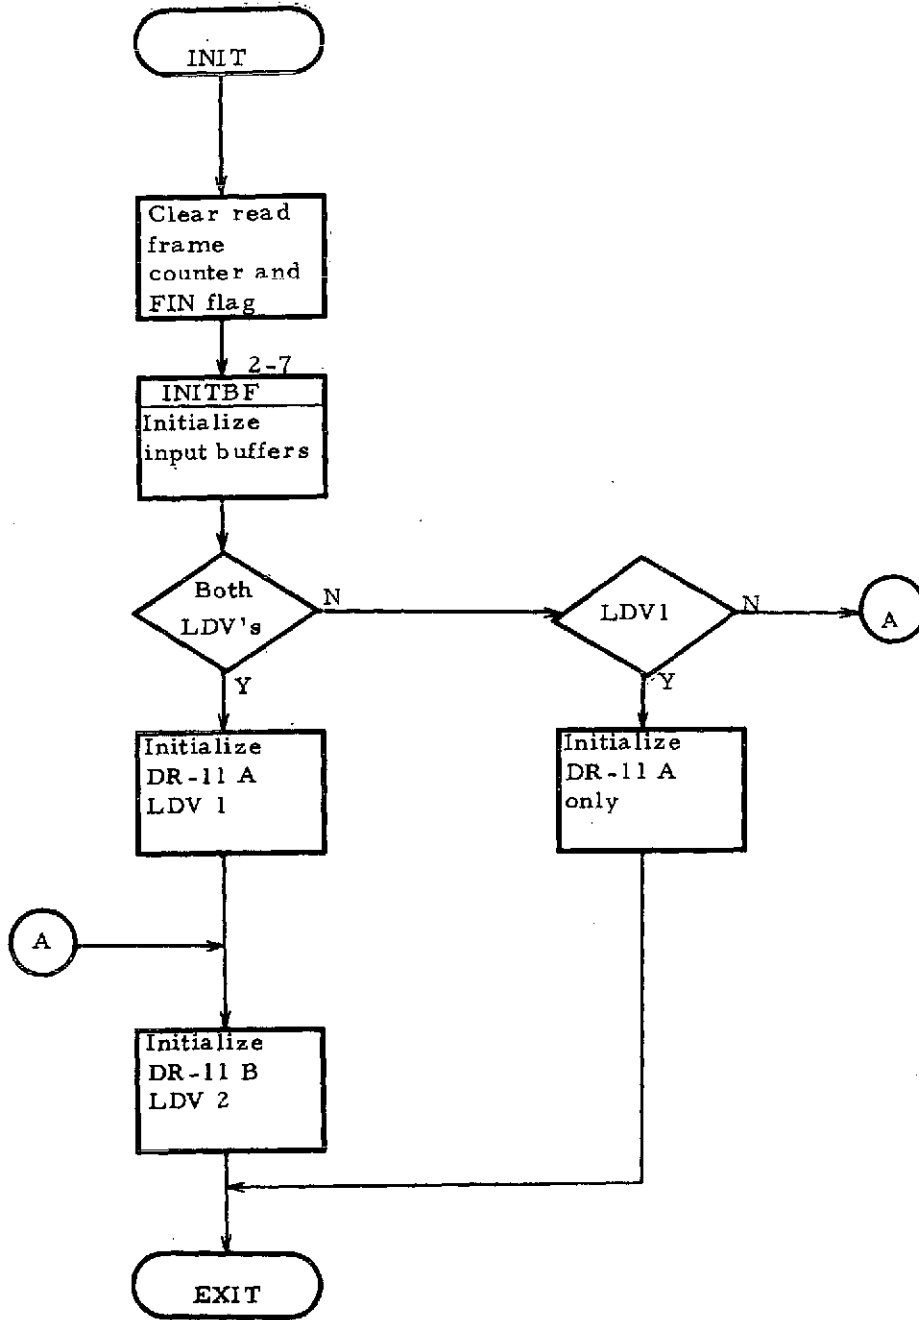 INIT
Clear read
frame
counter and
FIN flag
2-7
INITBF
Initialize
input buffers
Both
LDV's
N
Y
LDV1
N
A
Y
Initialize
DR-11 A
LDV 1
Initialize
DR-11 A
only
A
Initialize
DR-11 B
LDV 2
EXIT